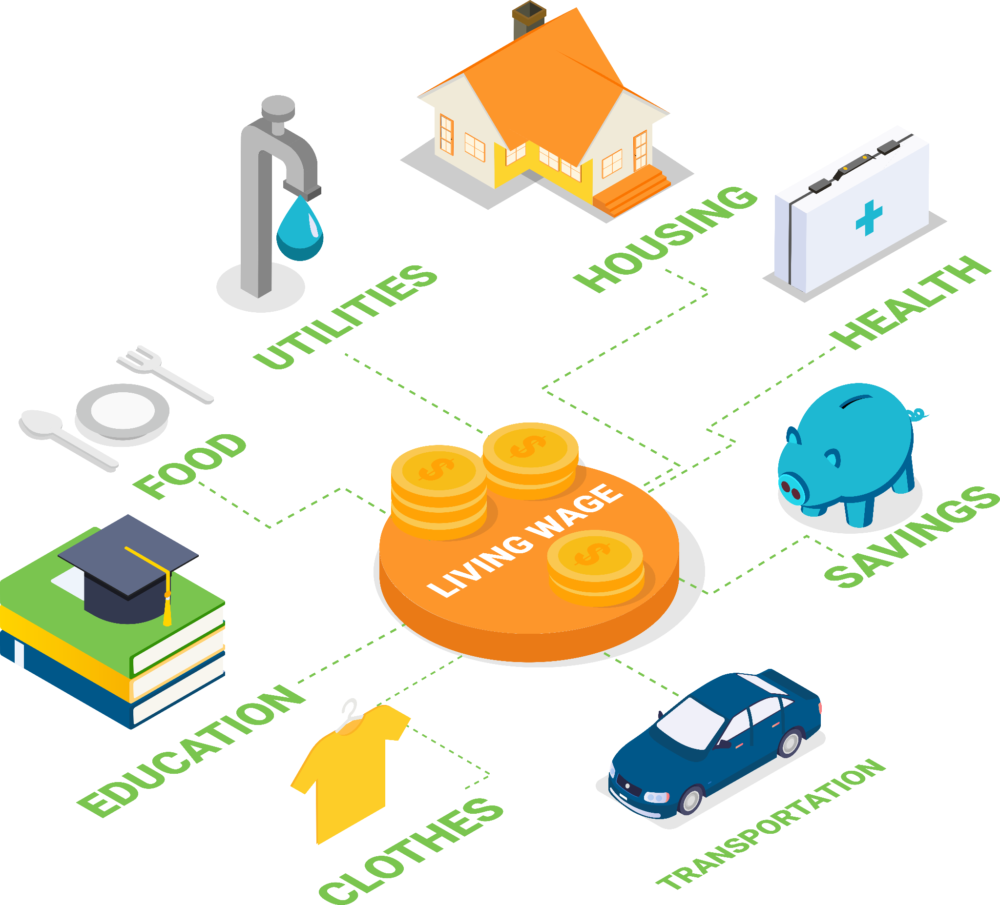 HOUSING
UTILITIES
HEALTH
FOOD
SAVINGS
$
$
LIVING WAGE
$
EDUCATION
CLOTHES
TRANSPORTATION